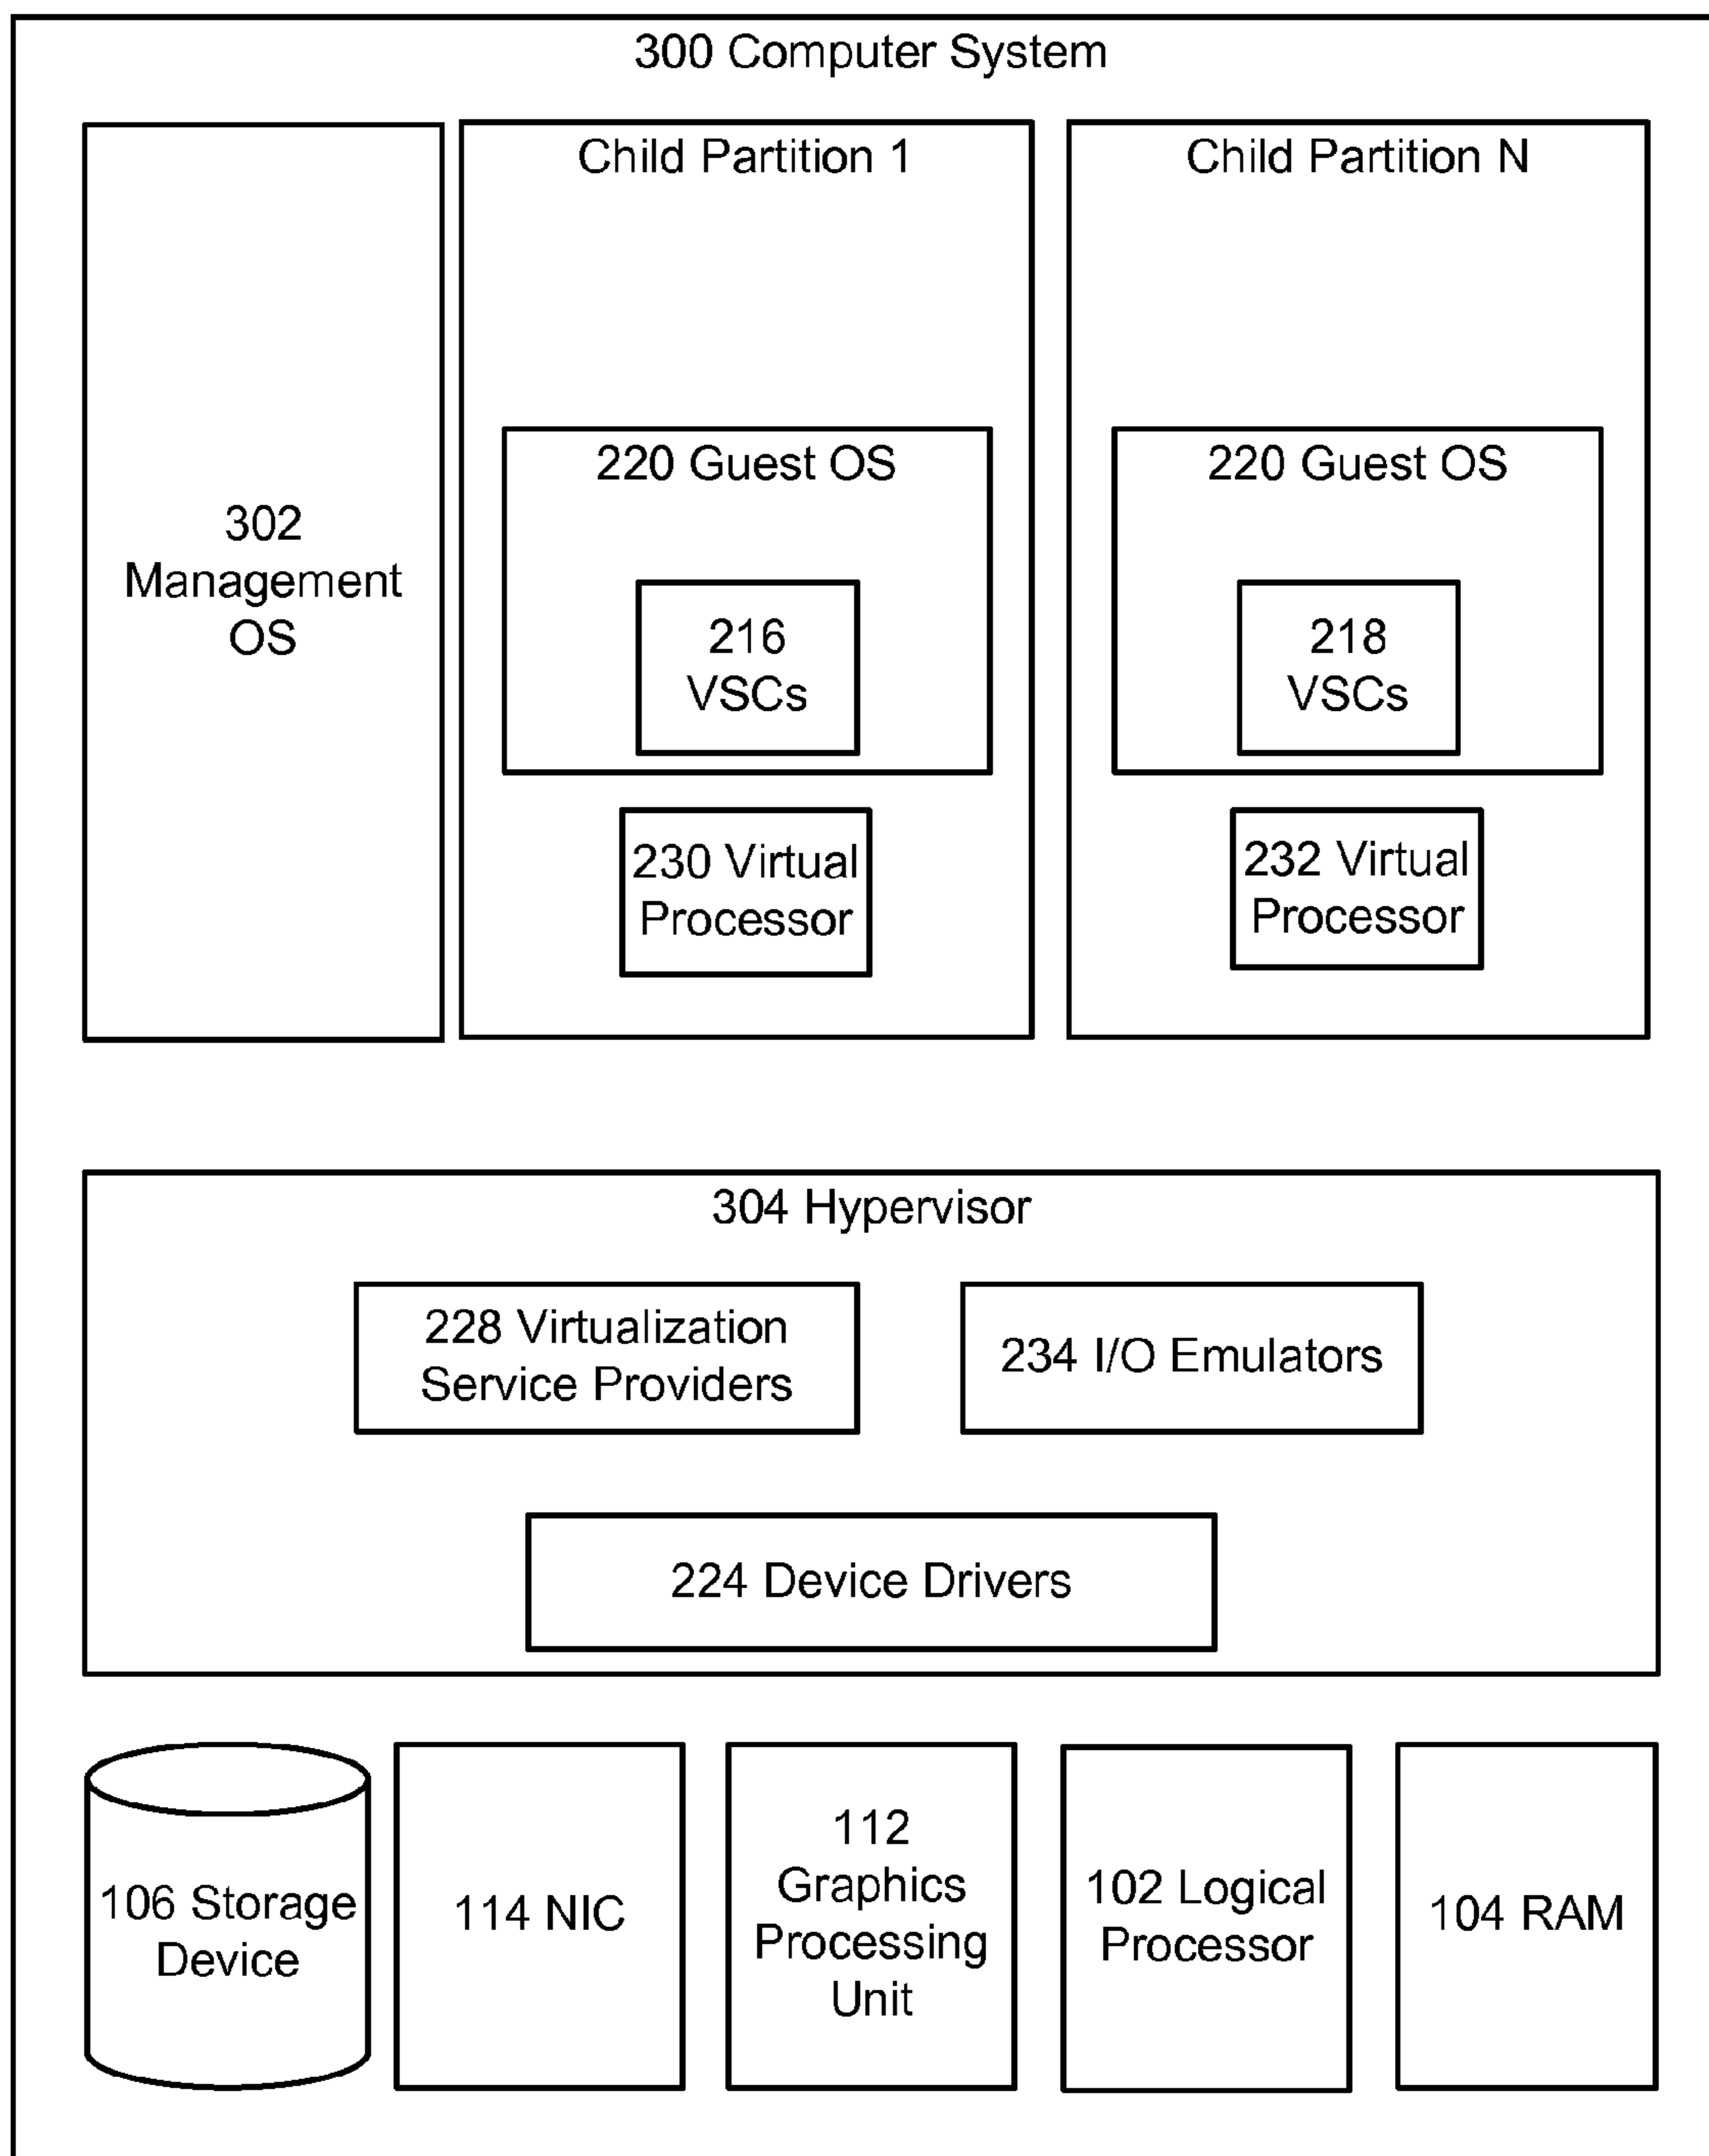 300 Computer System
302
Management
OS
Child Partition 1
220 Guest OS
216
VSCs
230 Virtual
Processor
Child Partition N
220 Guest OS
218
VSCs
232 Virtual
Processor
304 Hypervisor
228 Virtualization
Service Providers
234 I/O Emulators
224 Device Drivers
106 Storage
Device
114 NIC
112
Graphics
Processing
Unit
102 Logical
Processor
104 RAM